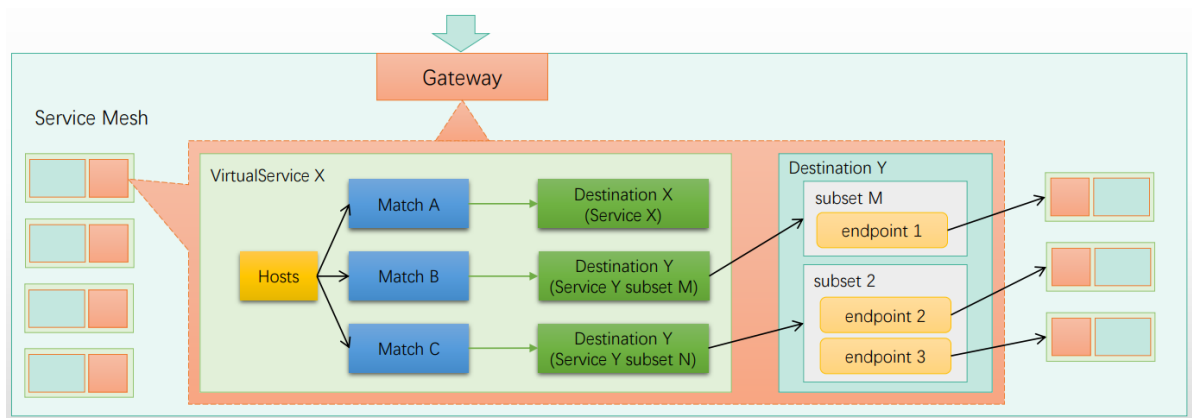 Gateway
Service Mesh
VirtualService X
Hosts
Match A
Match B
Match C
Destination X
(Service X)
Destination Y
(Service Y subset M)
Destination Y
(Service Y subset N)
Destination Y
subset M
endpoint 1
subset 2
endpoint 2
endpoint 3